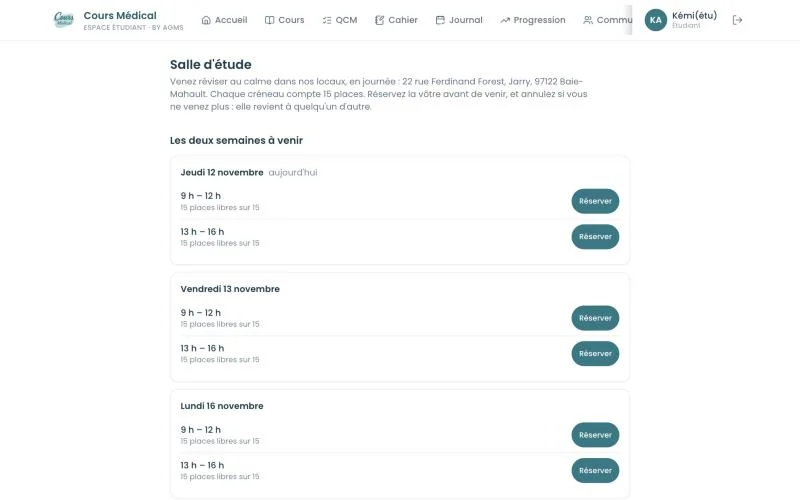 Cours Médical
Cours Médical
ESPACE ÉTUDIANT · BY AGMS
Accueil
Cours
QCM
Cahier
Journal
Progression
Commu
KA
Kémi(étu)
Étudiant
Salle d'étude
Venez réviser au calme dans nos locaux, en journée : 22 rue Ferdinand Forest, Jarry, 97122 Baie-
Mahault. Chaque créneau compte 15 places. Réservez la vôtre avant de venir, et annulez si vous
ne venez plus : elle revient à quelqu'un d'autre.
Les deux semaines à venir
Jeudi 12 novembre aujourd'hui
9 h – 12 h
15 places libres sur 15
Réserver
13 h – 16 h
15 places libres sur 15
Réserver
Vendredi 13 novembre
9 h – 12 h
15 places libres sur 15
Réserver
13 h – 16 h
15 places libres sur 15
Réserver
Lundi 16 novembre
9 h – 12 h
15 places libres sur 15
Réserver
13 h – 16 h
15 places libres sur 15
Réserver